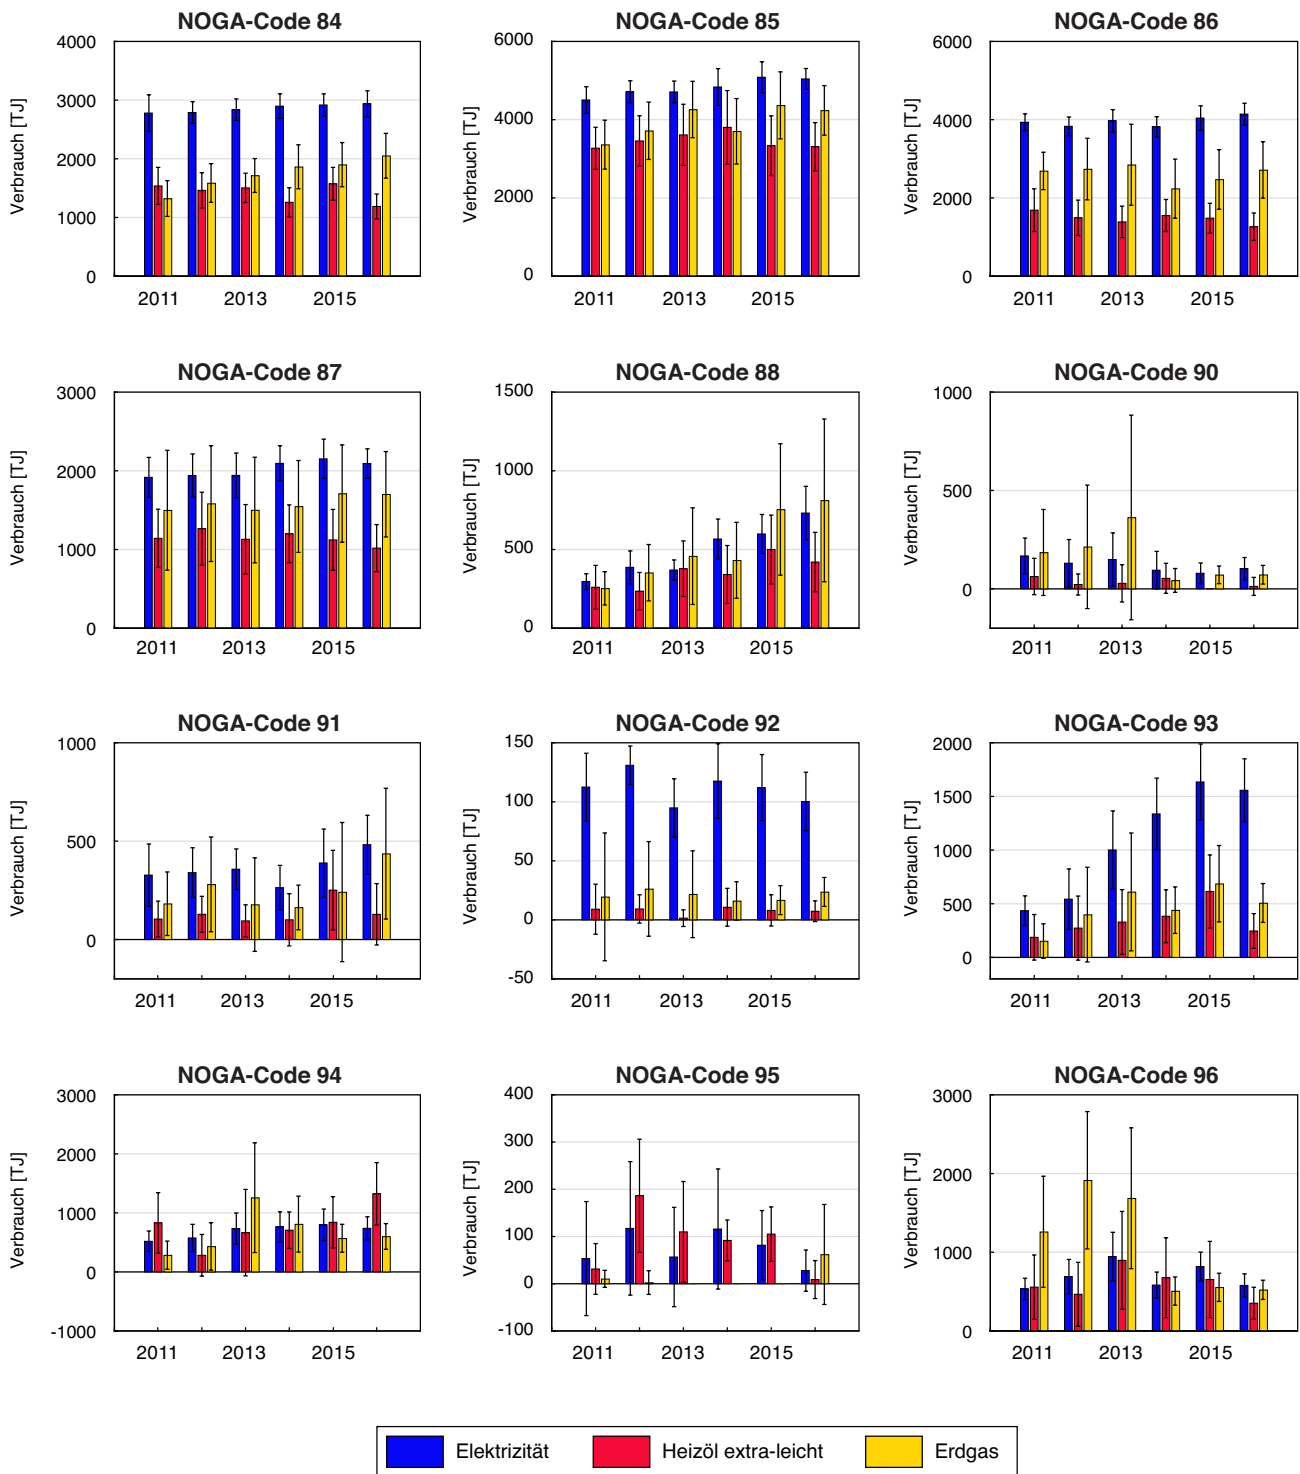 NOGA-Code 84
Verbrauch [TJ]
4000
3000
2000
1000
0
2011 2013 2015
NOGA-Code 85
Verbrauch [TJ]
6000
4000
2000
0
2011 2013 2015
NOGA-Code 86
Verbrauch [TJ]
6000
4000
2000
0
2011 2013 2015
NOGA-Code 87
Verbrauch [TJ]
3000
2000
1000
0
2011 2013 2015
NOGA-Code 88
Verbrauch [TJ]
1500
1000
500
0
2011 2013 2015
NOGA-Code 90
Verbrauch [TJ]
1000
500
0
2011 2013 2015
NOGA-Code 91
Verbrauch [TJ]
1000
500
0
2011 2013 2015
NOGA-Code 92
Verbrauch [TJ]
150
100
50
0
-50
2011 2013 2015
NOGA-Code 93
Verbrauch [TJ]
2000
1500
1000
500
0
2011 2013 2015
NOGA-Code 94
Verbrauch [TJ]
3000
2000
1000
0
-1000
2011 2013 2015
NOGA-Code 95
Verbrauch [TJ]
400
300
200
100
0
-100
2011 2013 2015
NOGA-Code 96
Verbrauch [TJ]
3000
2000
1000
0
2011 2013 2015
Elektrizität Heizöl extra-leicht Erdgas